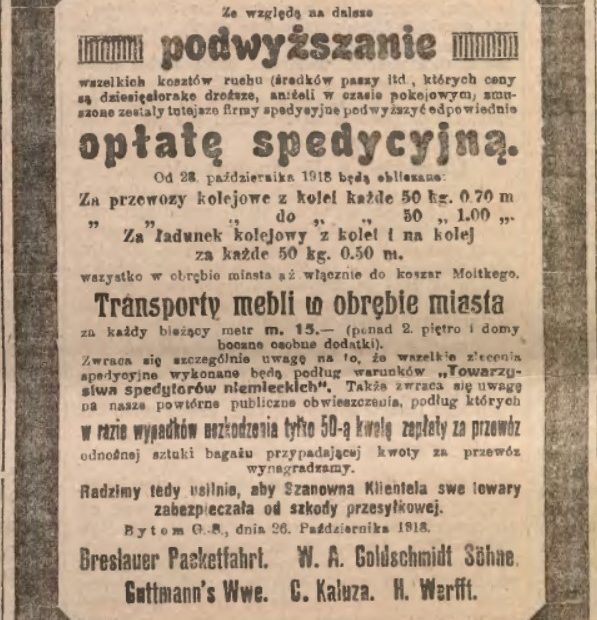 Ze względą na dalsze
podwyższanie
wszelkich kosztów ruchu (środków paszy itd., których ceny
są dziesięciorako droższe, aniżeli w czasie pokojowym, zmu-
szone zestały tutejsze firmy spedycyjne podwyższyć odpowiednio
opłatę spedycyjną.
Od 28. października 1918 będą obliczane:
Za przewozy kolejowe z kolei każde 50 kg. 0.70 m
„ „ „ do „ „ 50 „ 1.00 „.
Za ładunek kolejowy z kolei i na kolej
za każde 50 kg. 0.50 m.
wszystko w obrębie miasta aż włącznie do koszar Moltkego.
Transporty mebli w obrębie miasta
za każdy bieżący metr m. 15.— (ponad 2. piętro i domy
boczne osobne dodatki).
Zwraca się szczególnie uwagę na to, że wszelkie zlecenia
spedycyjne wykonane będą podług warunków „Towarzy-
stwa spedytorów niemieckich". Także zwraca się uwagę
na nasze powtórne publiczne obwieszczenia, podług których
w razie wypadków uszkodzenia tylko 50-ą kwotę zapłaty za przewóz
odnośnej sztuki bagażu przypadającej kwoty za przewóz
wynagradzamy.
Radzimy tedy usilnie, aby Szanowna Klientela swe towary
zabezpieczała od szkody przesyłkowej.
Bytom G.-S., dnia 26. Października 1918.
Breslauer Packetfahrt. W. A. Goldschmidt Söhne.
Guttmann's Wwe. C. Kaluza. H. Werfft.